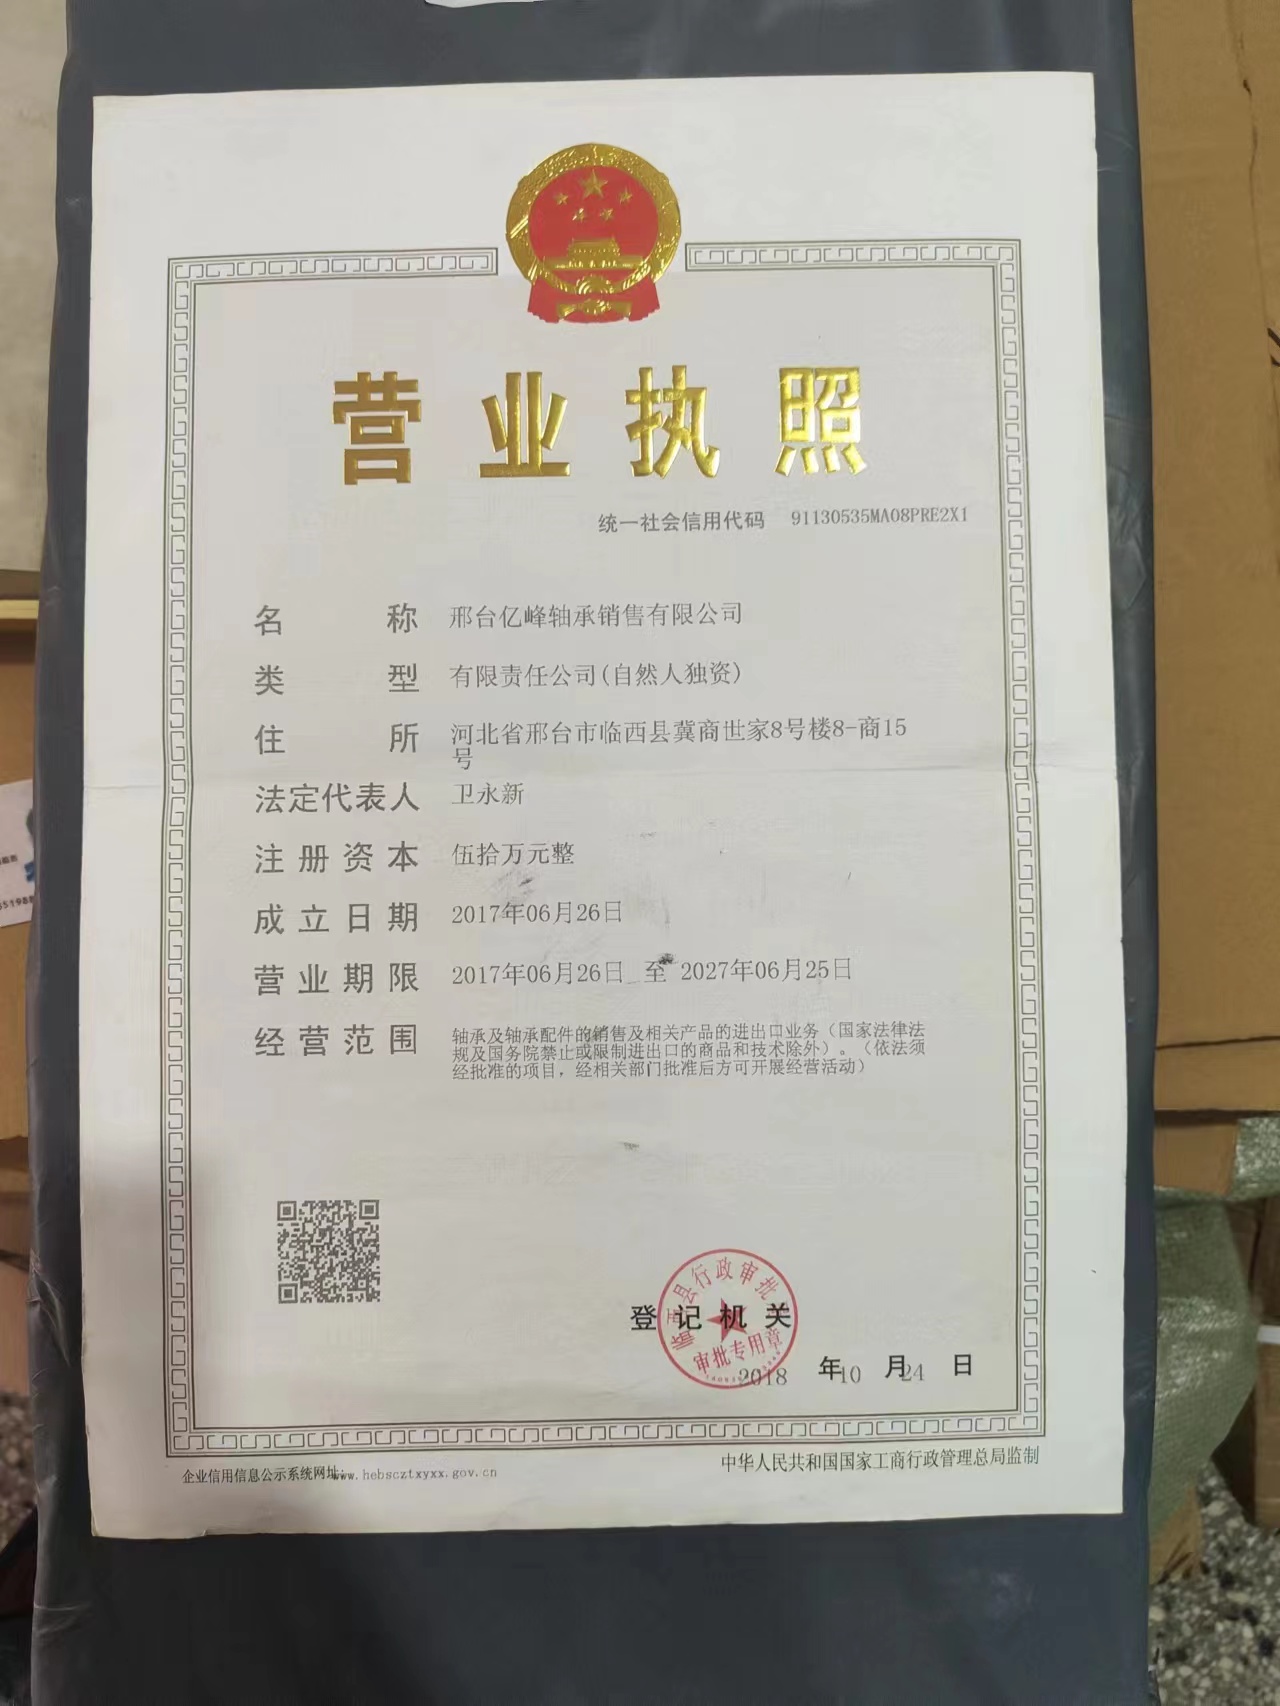 营业执照
统一社会信用代码 91130535MA08PRE2X1
名称 邢台亿峰轴承销售有限公司
类型 有限责任公司(自然人独资)
住所 河北省邢台市临西县冀商世家8号楼8-商15
号
法定代表人 卫永新
注册资本 伍拾万元整
成立日期 2017年06月26日
营业期限 2017年06月26日 至 2027年06月25日
经营范围 轴承及轴承配件的销售及相关产品的进出口业务（国家法律法
规及国务院禁止或限制进出口的商品和技术除外）。（依法须
经批准的项目，经相关部门批准后方可开展经营活动）
临西县行政审批
登记机关
审批专用章
2018 年 10 月 24 日
企业信用信息公示系统网址：www.hebscztxyxx.gov.cn
中华人民共和国国家工商行政管理总局监制